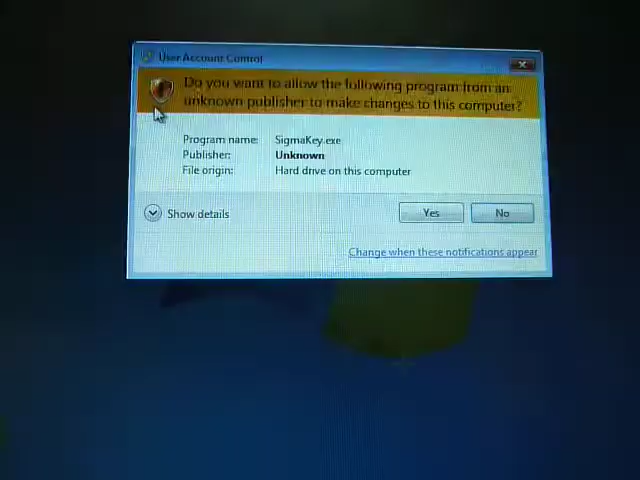 User Account Control
Do you want to allow the following program from an
unknown publisher to make changes to this computer?
Program name: SigmaKey.exe
Publisher: Unknown
File origin: Hard drive on this computer
Show details
Yes
No
Change when these notifications appear